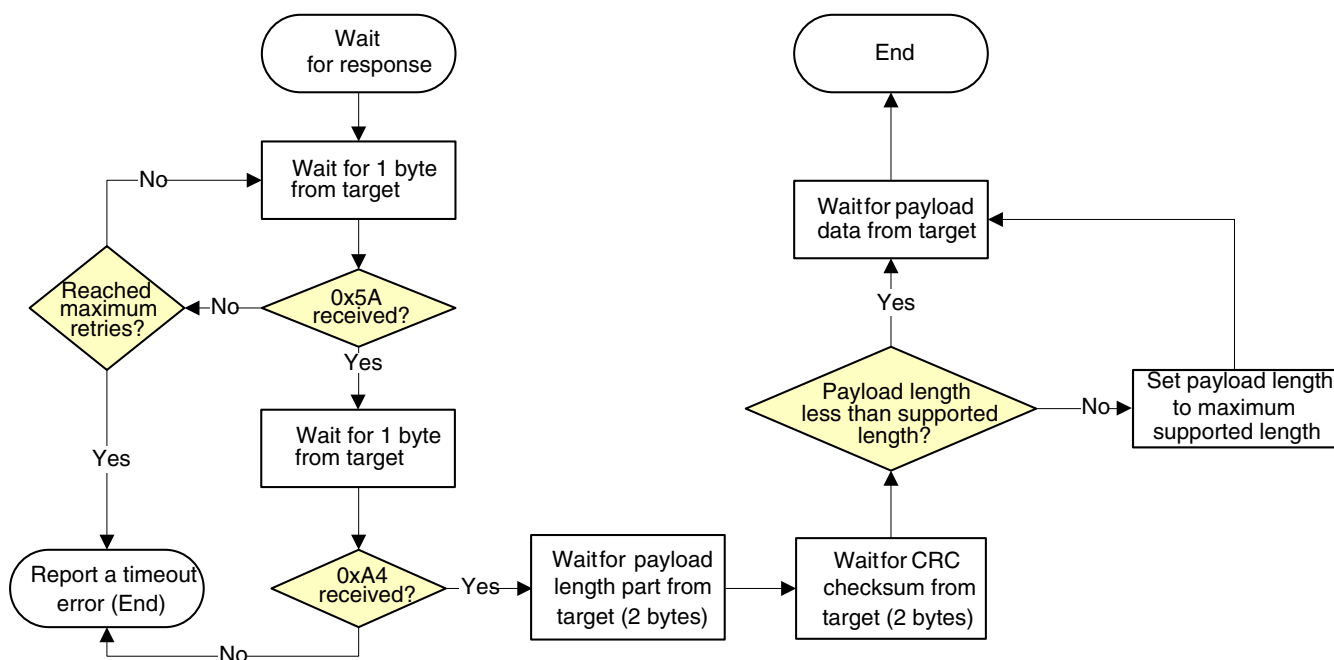 Wait
for response
Wait for 1 byte
from target
No
Reached
maximum
retries?
No
0x5A
received?
Yes
Yes
Wait for 1 byte
from target
Report a timeout
error (End)
No
0xA4
received?
Yes
Wait for payload
length part from
target (2 bytes)
Wait for CRC
checksum from
target (2 bytes)
Payload length
less than supported
length?
No
Set payload length
to maximum
supported length
Yes
Wait for payload
data from target
End